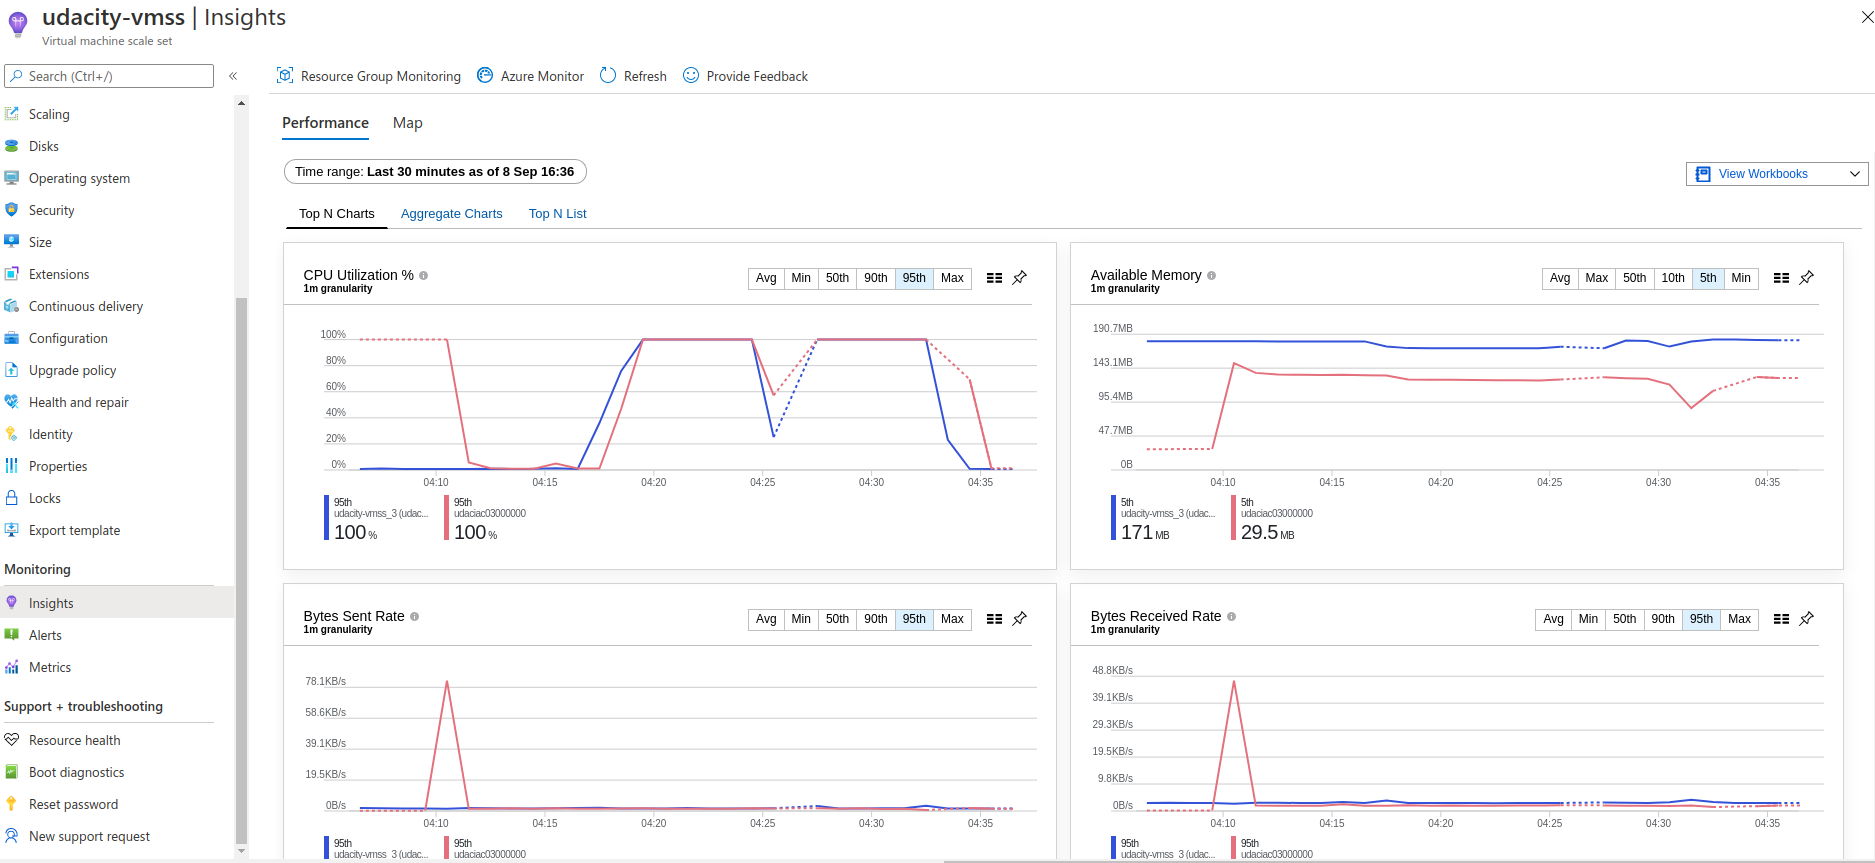 udacity-vmss | Insights
Virtual machine scale set
Search (Ctrl+/)
«
Resource Group Monitoring
Azure Monitor
Refresh
Provide Feedback
Scaling
Disks
Operating system
Security
Size
Extensions
Continuous delivery
Configuration
Upgrade policy
Health and repair
Identity
Properties
Locks
Export template
Monitoring
Insights
Alerts
Metrics
Support + troubleshooting
Resource health
Boot diagnostics
Reset password
New support request
Performance
Map
Time range: Last 30 minutes as of 8 Sep 16:36
View Workbooks
Top N Charts
Aggregate Charts
Top N List
CPU Utilization %
1m granularity
Avg Min 50th 90th 95th Max
100%
80%
60%
40%
20%
0%
04:10 04:15 04:20 04:25 04:30 04:35
95th
udacity-vmss_3 (udac...
100 %
95th
udaciac03000000
100 %
Available Memory
1m granularity
Avg Max 50th 10th 5th Min
190.7MB
143.1MB
95.4MB
47.7MB
0B
04:10 04:15 04:20 04:25 04:30 04:35
5th
udacity-vmss_3 (udac...
171 MB
5th
udaciac03000000
29.5 MB
Bytes Sent Rate
1m granularity
Avg Min 50th 90th 95th Max
78.1KB/s
58.6KB/s
39.1KB/s
19.5KB/s
0B/s
04:10 04:15 04:20 04:25 04:30 04:35
95th
udacity-vmss_3 (udac...
95th
udaciac03000000
Bytes Received Rate
1m granularity
Avg Min 50th 90th 95th Max
48.8KB/s
39.1KB/s
29.3KB/s
19.5KB/s
9.8KB/s
0B/s
04:10 04:15 04:20 04:25 04:30 04:35
95th
udacity-vmss_3 (udac...
95th
udaciac03000000